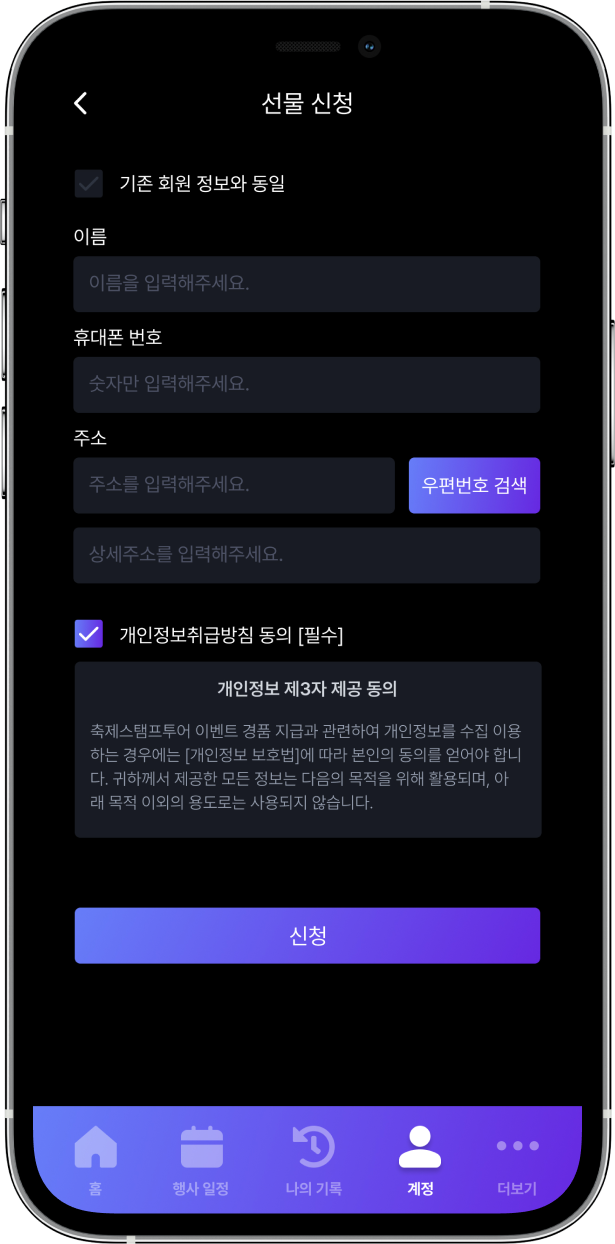 선물 신청
기존 회원 정보와 동일
이름
이름을 입력해주세요.
휴대폰 번호
숫자만 입력해주세요.
주소
주소를 입력해주세요.
우편번호 검색
상세주소를 입력해주세요.
개인정보취급방침 동의 [필수]
개인정보 제3자 제공 동의
축제스탬프투어 이벤트 경품 지급과 관련하여 개인정보를 수집 이용
하는 경우에는 [개인정보 보호법]에 따라 본인의 동의를 얻어야 합니
다. 귀하께서 제공한 모든 정보는 다음의 목적을 위해 활용되며, 아
래 목적 이외의 용도로는 사용되지 않습니다.
신청
홈
행사 일정
나의 기록
계정
더보기